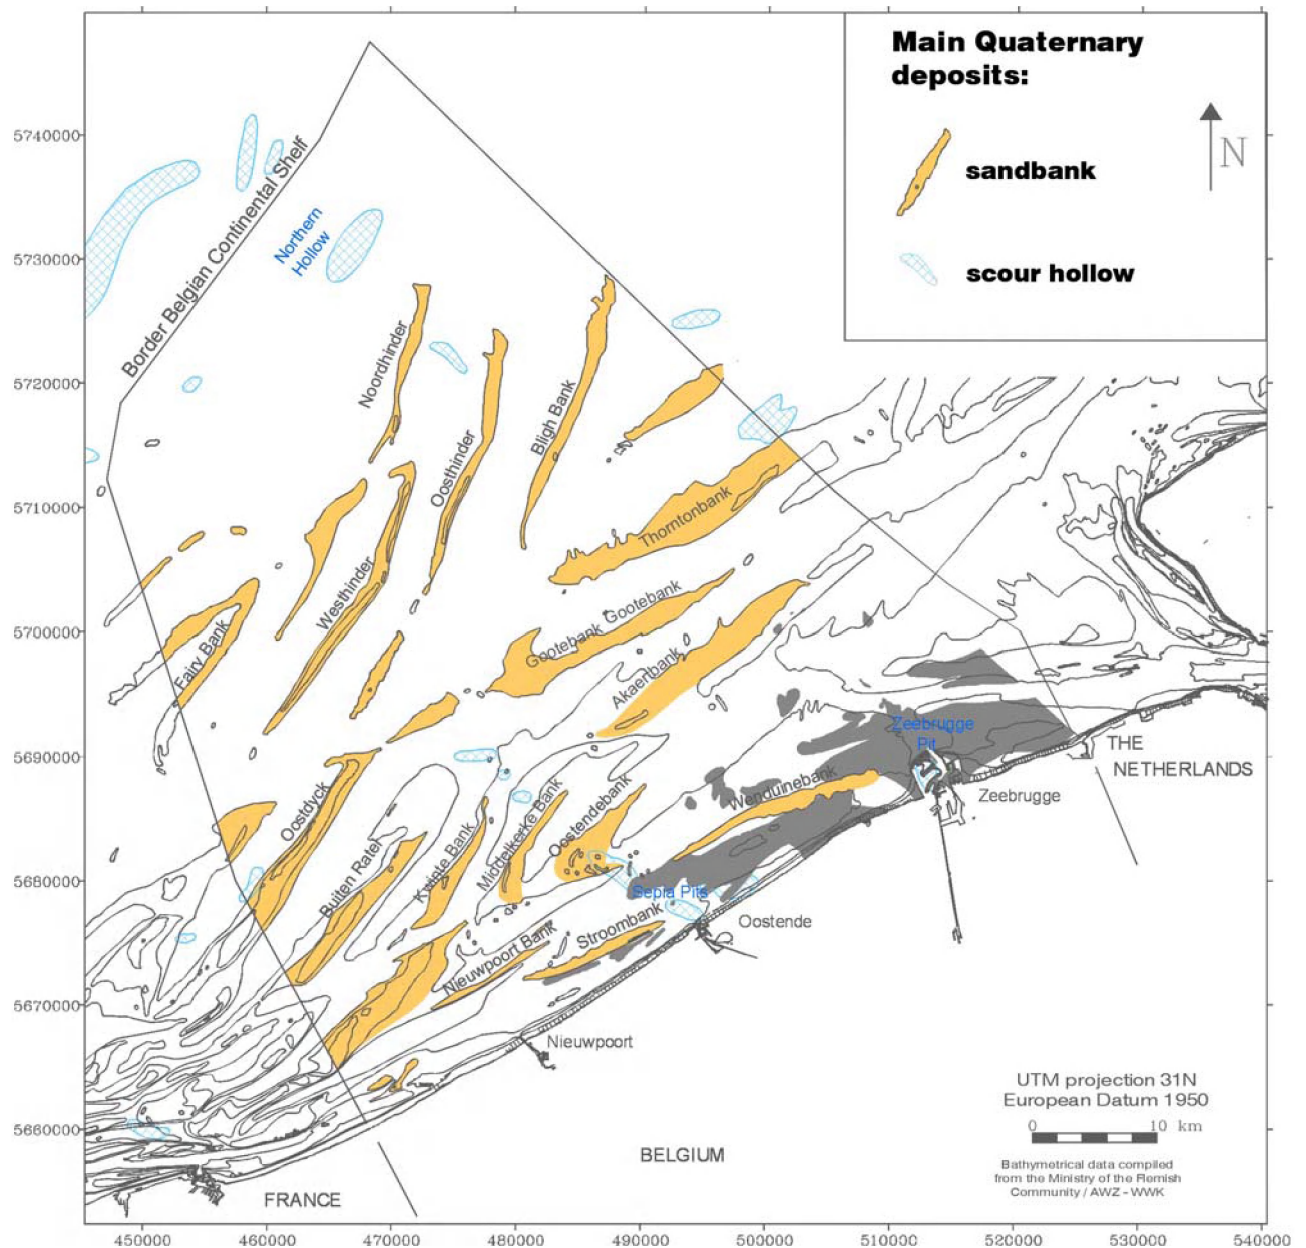 Main Quaternary
deposits:
sandbank
scour hollow
N
5740000
5730000
5720000
5710000
5700000
5690000
5680000
5670000
5660000
Border Belgian Continental Shelf
Northern
Hollow
Noordhinder
Oosthinder
Bligh Bank
Thorntonbank
Westhinder
Fairy Bank
Gootebank
Gootebank
Akaertbank
Zeebrugge
Pit
THE
NETHERLANDS
Zeebrugge
Wenduinebank
Oostendebank
Middelkerke Bank
Kwinte Bank
Buiten Ratel
Oostdyck
Sepia Pits
Oostende
Stroombank
Nieuwpoort Bank
Nieuwpoort
BELGIUM
FRANCE
UTM projection 31N
European Datum 1950
0 10 km
Bathymetrical data compiled
from the Ministry of the Flemish
Community / AWZ - WWK
450000 460000 470000 480000 490000 500000 510000 520000 530000 540000